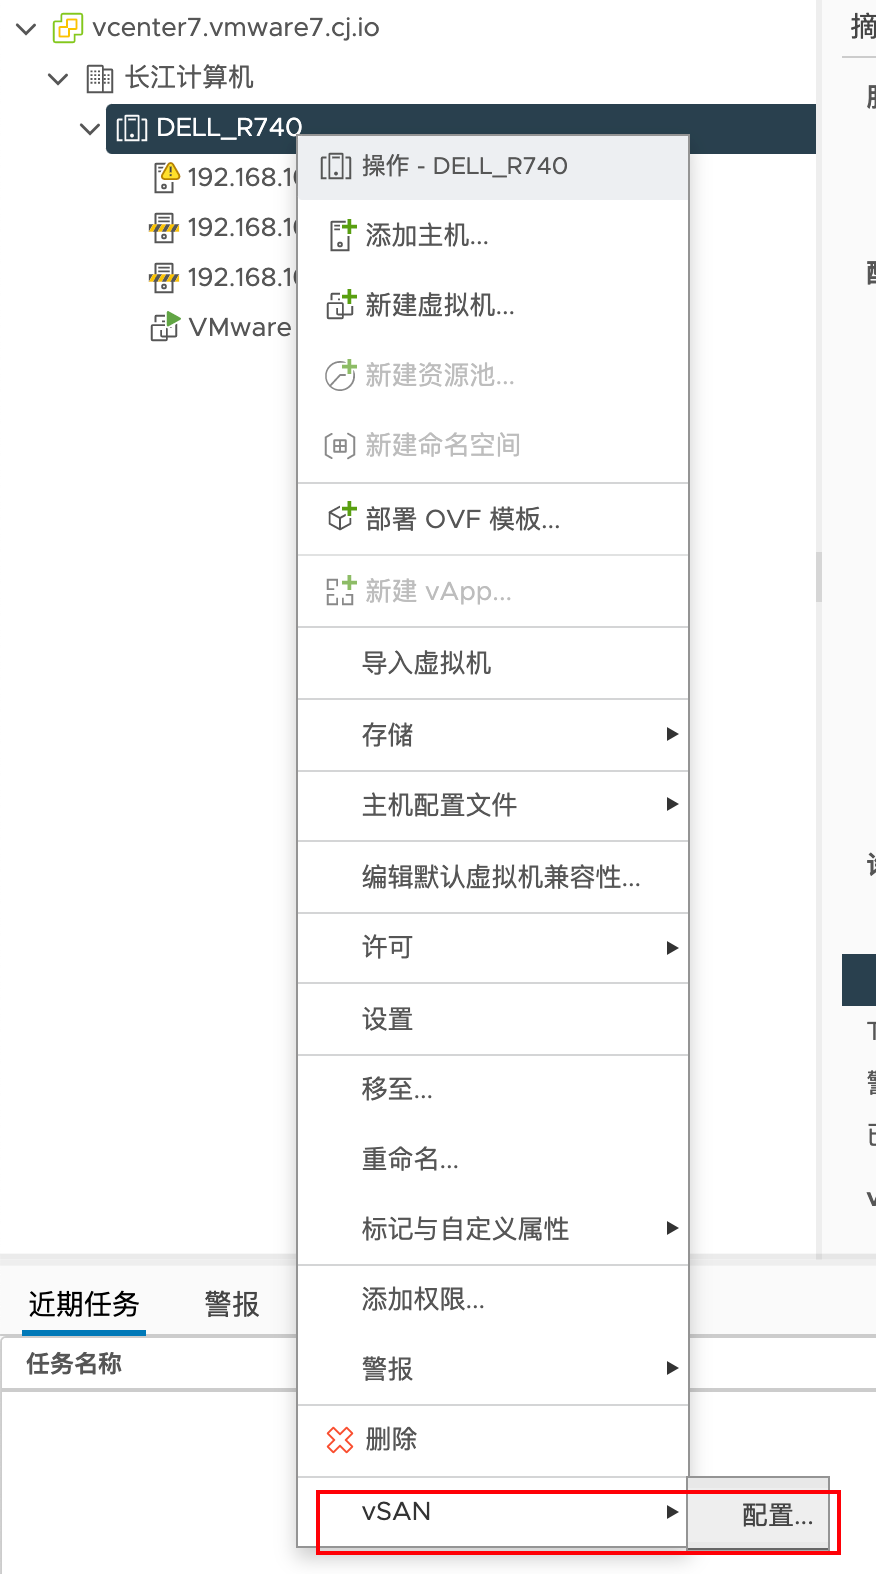 vcenter7.vmware7.cj.io
长江计算机
DELL_R740
192.168.1
192.168.1
192.168.1
VMware
操作 - DELL_R740
添加主机...
新建虚拟机...
新建资源池...
新建命名空间
部署 OVF 模板...
新建 vApp...
导入虚拟机
存储
主机配置文件
编辑默认虚拟机兼容性...
许可
设置
移至...
重命名...
标记与自定义属性
添加权限...
警报
删除
vSAN
配置...
近期任务
警报
任务名称